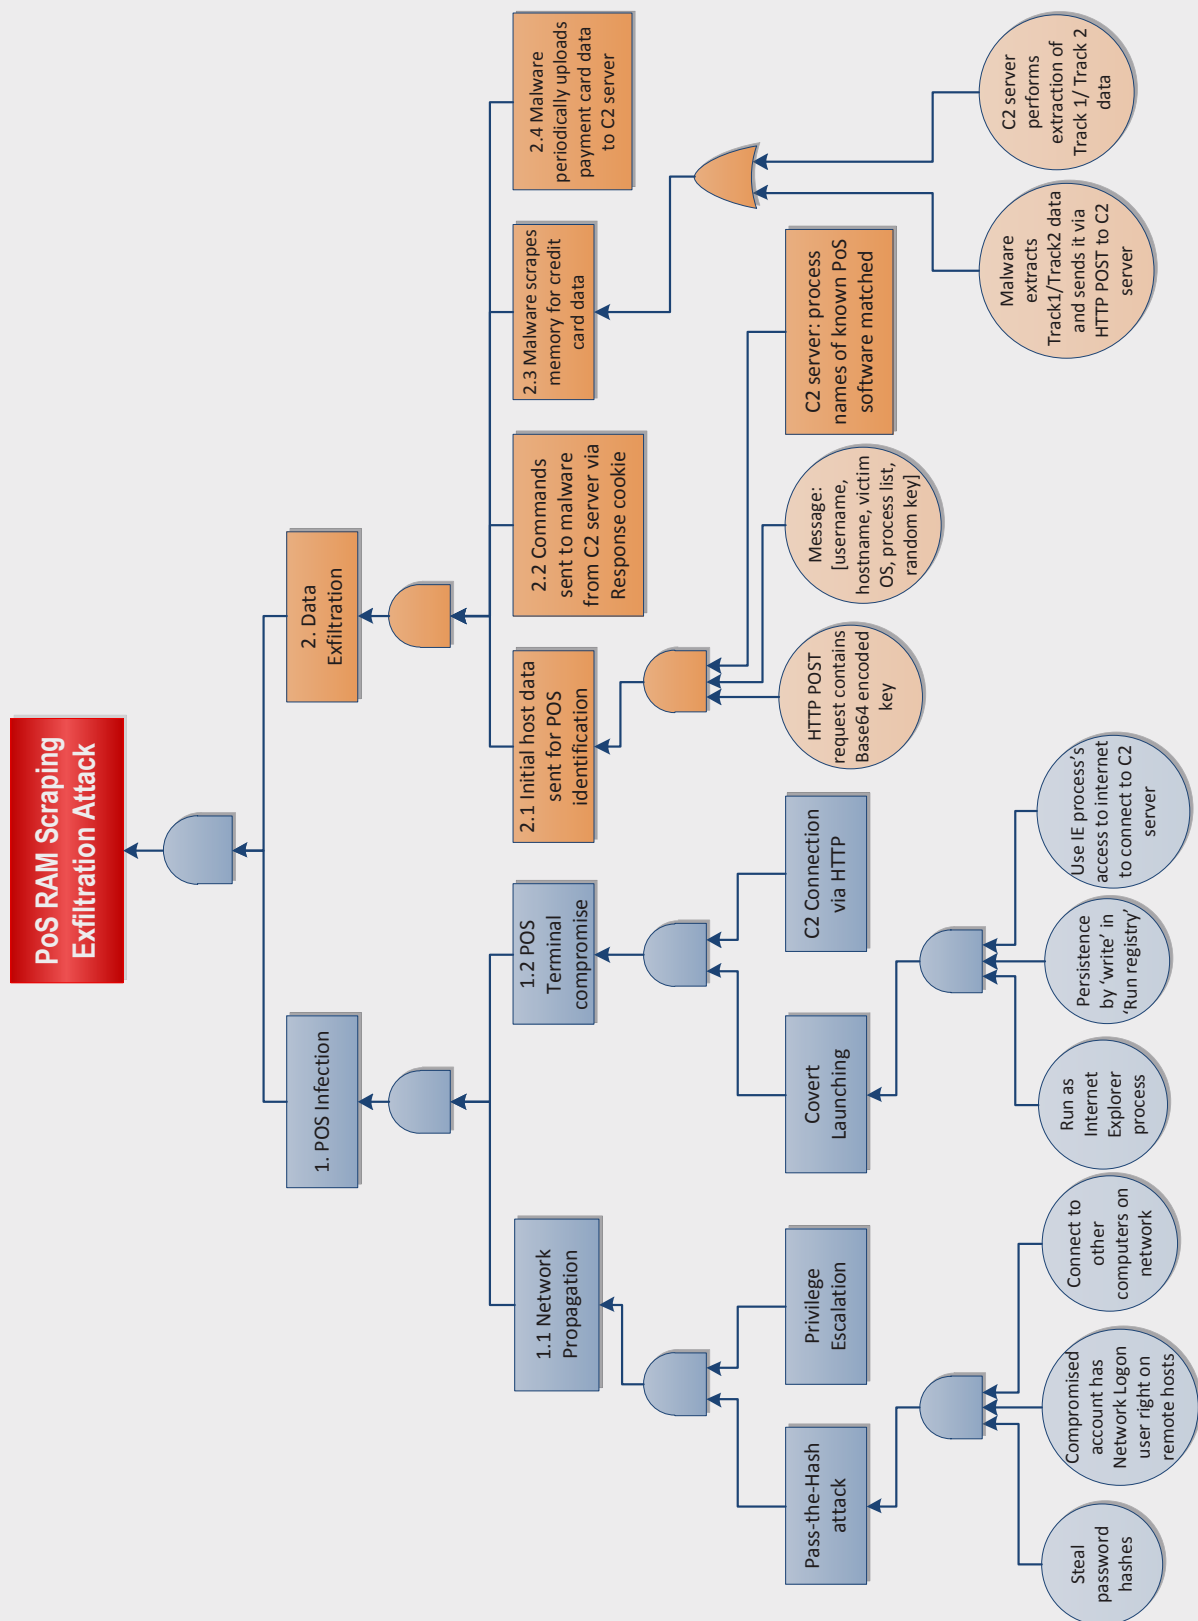 PoS RAM Scraping
Exfiltration Attack
1. POS Infection
2. Data
Exfiltration
1.1 Network
Propagation
1.2 POS
Terminal
compromise
2.1 Initial host data
sent for POS
identification
2.2 Commands
sent to malware
from C2 server via
Response cookie
2.3 Malware scrapes
memory for credit
card data
2.4 Malware
periodically uploads
payment card data
to C2 server
Pass-the-Hash
attack
Privilege
Escalation
Covert
Launching
C2 Connection
via HTTP
HTTP POST
request contains
Base64 encoded
key
Message:
[username,
hostname, victim
OS, process list,
random key]
C2 server: process
names of known PoS
software matched
Steal
password
hashes
Compromised
account has
Network Logon
user right on
remote hosts
Connect to
other
computers on
network
Run as
Internet
Explorer
process
Persistence
by ‘write’ in
‘Run registry’
Use IE process’s
access to internet
to connect to C2
server
Malware
extracts
Track1/Track2 data
and sends it via
HTTP POST to C2
server
C2 server
performs
extraction of
Track 1/ Track 2
data